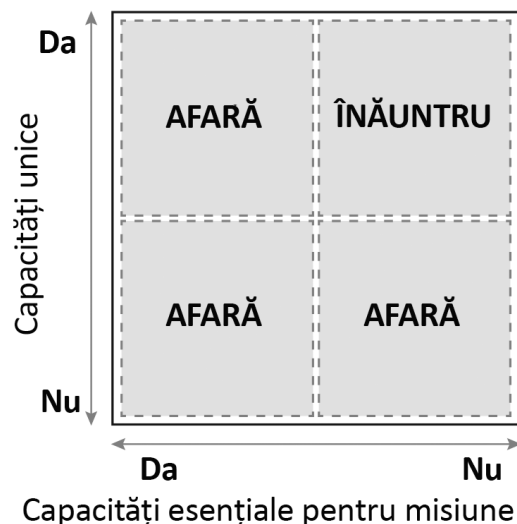 Da
AFARĂ ÎNĂUNTRU
Capacități unice
AFARĂ AFARĂ
Nu
Da Nu
Capacități esențiale pentru misiune